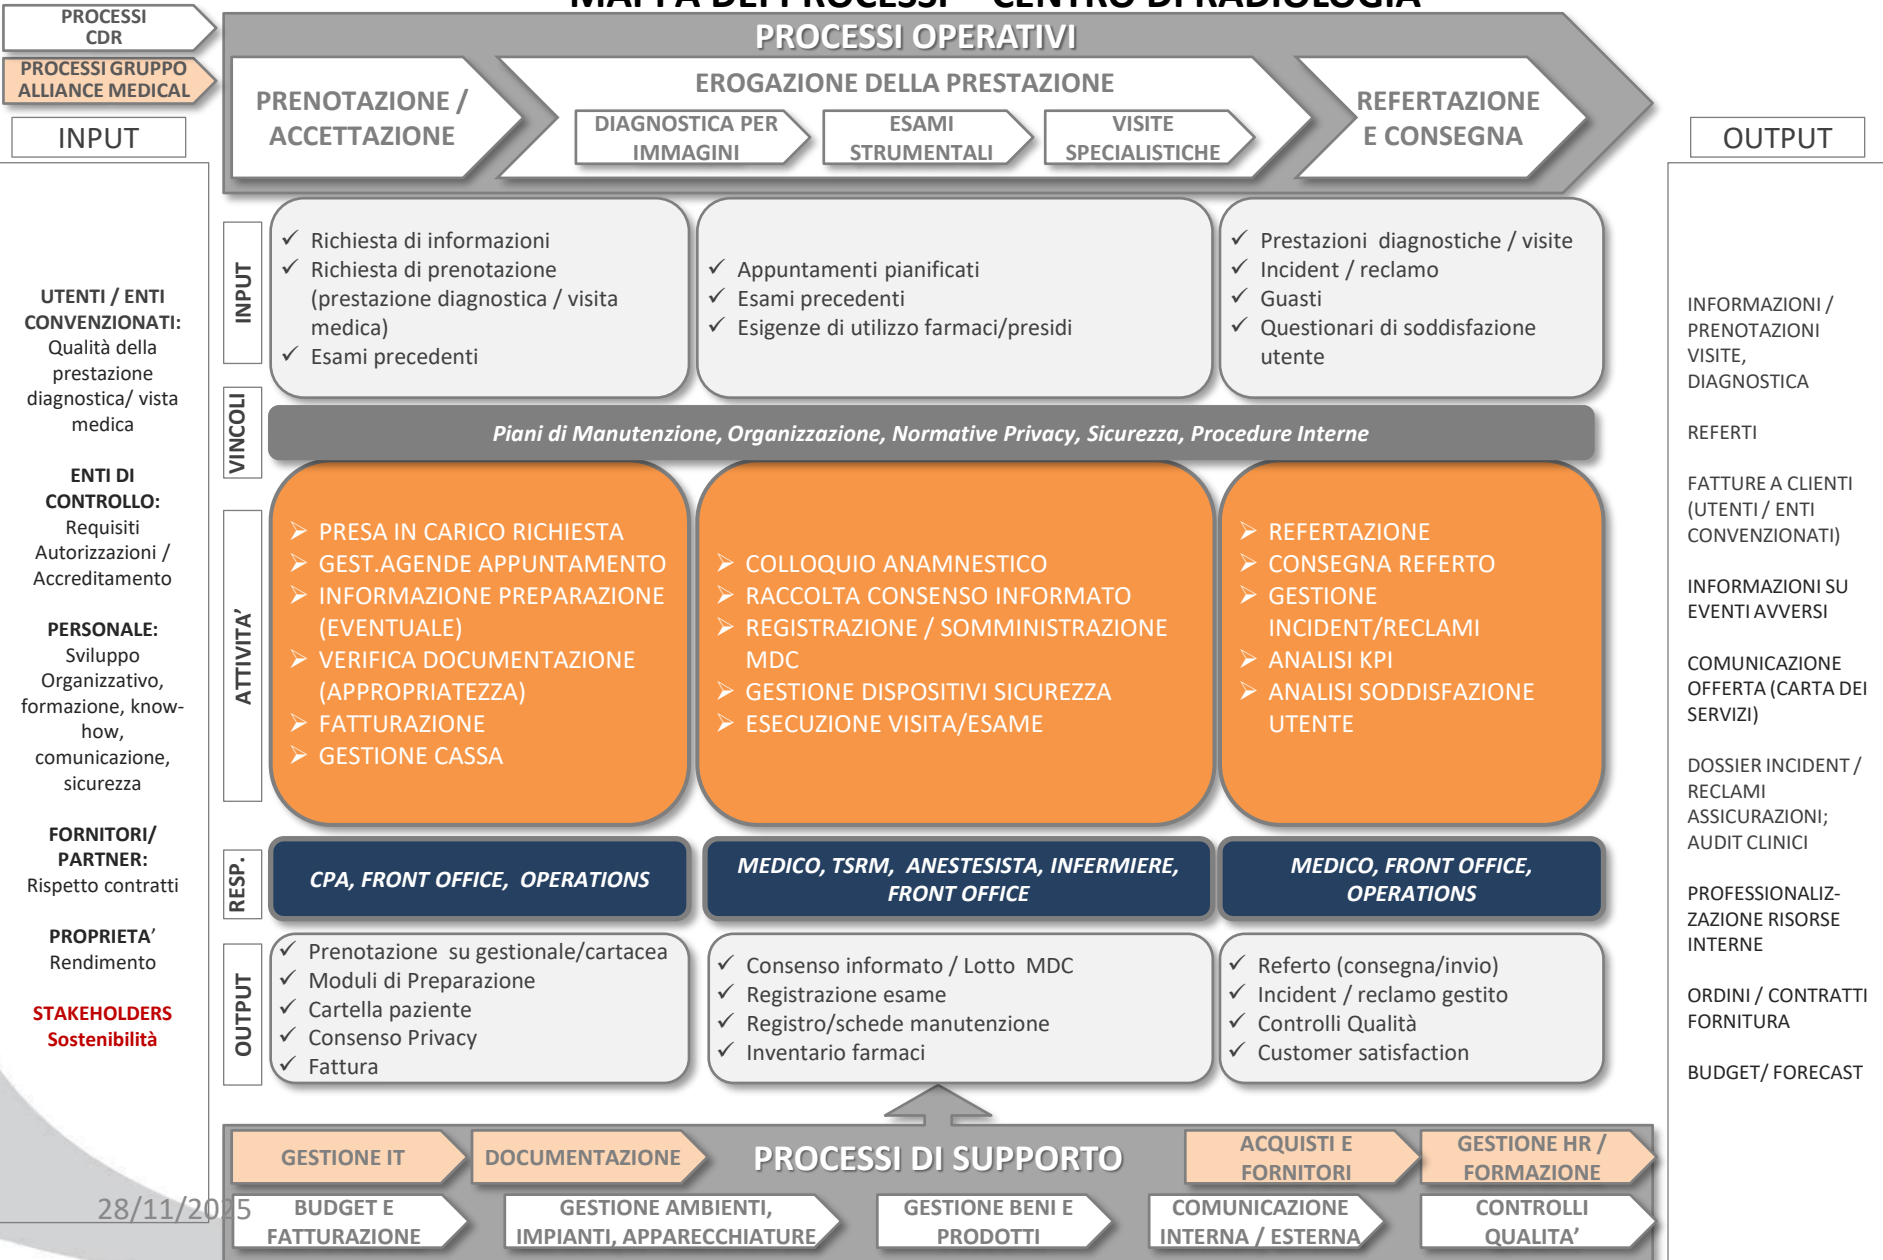 MAPPA DEI PROCESSI – CENTRO DI RADIOLOGIA
PROCESSI
CDR
PROCESSI GRUPPO
ALLIANCE MEDICAL
INPUT
UTENTI / ENTI
CONVENZIONATI:
Qualità della
prestazione
diagnostica/ vista
medica
ENTI DI
CONTROLLO:
Requisiti
Autorizzazioni /
Accreditamento
PERSONALE:
Sviluppo
Organizzativo,
formazione, know-
how,
comunicazione,
sicurezza
FORNITORI/
PARTNER:
Rispetto contratti
PROPRIETA’
Rendimento
STAKEHOLDERS
Sostenibilità
PROCESSI OPERATIVI
PRENOTAZIONE /
ACCETTAZIONE
EROGAZIONE DELLA PRESTAZIONE
DIAGNOSTICA PER
IMMAGINI
ESAMI
STRUMENTALI
VISITE
SPECIALISTICHE
REFERTAZIONE
E CONSEGNA
INPUT
✓ Richiesta di informazioni
✓ Richiesta di prenotazione
(prestazione diagnostica / visita
medica)
✓ Esami precedenti
✓ Appuntamenti pianificati
✓ Esami precedenti
✓ Esigenze di utilizzo farmaci/presidi
✓ Prestazioni diagnostiche / visite
✓ Incident / reclamo
✓ Guasti
✓ Questionari di soddisfazione
utente
VINCOLI
Piani di Manutenzione, Organizzazione, Normative Privacy, Sicurezza, Procedure Interne
ATTIVITA’
➢ PRESA IN CARICO RICHIESTA
➢ GEST.AGENDE APPUNTAMENTO
➢ INFORMAZIONE PREPARAZIONE
(EVENTUALE)
➢ VERIFICA DOCUMENTAZIONE
(APPROPRIATEZZA)
➢ FATTURAZIONE
➢ GESTIONE CASSA
➢ COLLOQUIO ANAMNESTICO
➢ RACCOLTA CONSENSO INFORMATO
➢ REGISTRAZIONE / SOMMINISTRAZIONE
MDC
➢ GESTIONE DISPOSITIVI SICUREZZA
➢ ESECUZIONE VISITA/ESAME
➢ REFERTAZIONE
➢ CONSEGNA REFERTO
➢ GESTIONE
INCIDENT/RECLAMI
➢ ANALISI KPI
➢ ANALISI SODDISFAZIONE
UTENTE
RESP.
CPA, FRONT OFFICE, OPERATIONS
MEDICO, TSRM, ANESTESISTA, INFERMIERE,
FRONT OFFICE
MEDICO, FRONT OFFICE,
OPERATIONS
OUTPUT
✓ Prenotazione su gestionale/cartacea
✓ Moduli di Preparazione
✓ Cartella paziente
✓ Consenso Privacy
✓ Fattura
✓ Consenso informato / Lotto MDC
✓ Registrazione esame
✓ Registro/schede manutenzione
✓ Inventario farmaci
✓ Referto (consegna/invio)
✓ Incident / reclamo gestito
✓ Controlli Qualità
✓ Customer satisfaction
OUTPUT
INFORMAZIONI /
PRENOTAZIONI
VISITE,
DIAGNOSTICA
REFERTI
FATTURE A CLIENTI
(UTENTI / ENTI
CONVENZIONATI)
INFORMAZIONI SU
EVENTI AVVERSI
COMUNICAZIONE
OFFERTA (CARTA DEI
SERVIZI)
DOSSIER INCIDENT /
RECLAMI
ASSICURAZIONI;
AUDIT CLINICI
PROFESSIONALIZ-
ZAZIONE RISORSE
INTERNE
ORDINI / CONTRATTI
FORNITURA
BUDGET/ FORECAST
PROCESSI DI SUPPORTO
GESTIONE IT
DOCUMENTAZIONE
ACQUISTI E
FORNITORI
GESTIONE HR /
FORMAZIONE
28/11/2025
BUDGET E
FATTURAZIONE
GESTIONE AMBIENTI,
IMPIANTI, APPARECCHIATURE
GESTIONE BENI E
PRODOTTI
COMUNICAZIONE
INTERNA / ESTERNA
CONTROLLI
QUALITA’